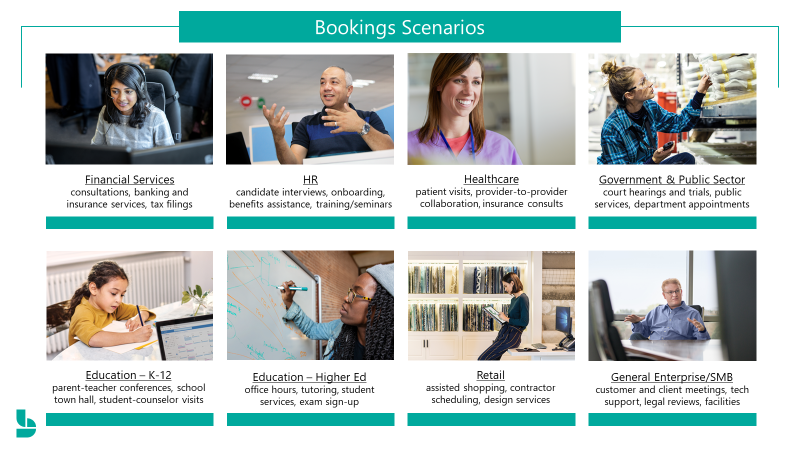 Bookings Scenarios
Financial Services
consultations, banking and
insurance services, tax filings
HR
candidate interviews, onboarding,
benefits assistance, training/seminars
Healthcare
patient visits, provider-to-provider
collaboration, insurance consults
Government & Public Sector
court hearings and trials, public
services, department appointments
Education – K-12
parent-teacher conferences, school
town hall, student-counselor visits
Education – Higher Ed
office hours, tutoring, student
services, exam sign-up
Retail
assisted shopping, contractor
scheduling, design services
General Enterprise/SMB
customer and client meetings, tech
support, legal reviews, facilities